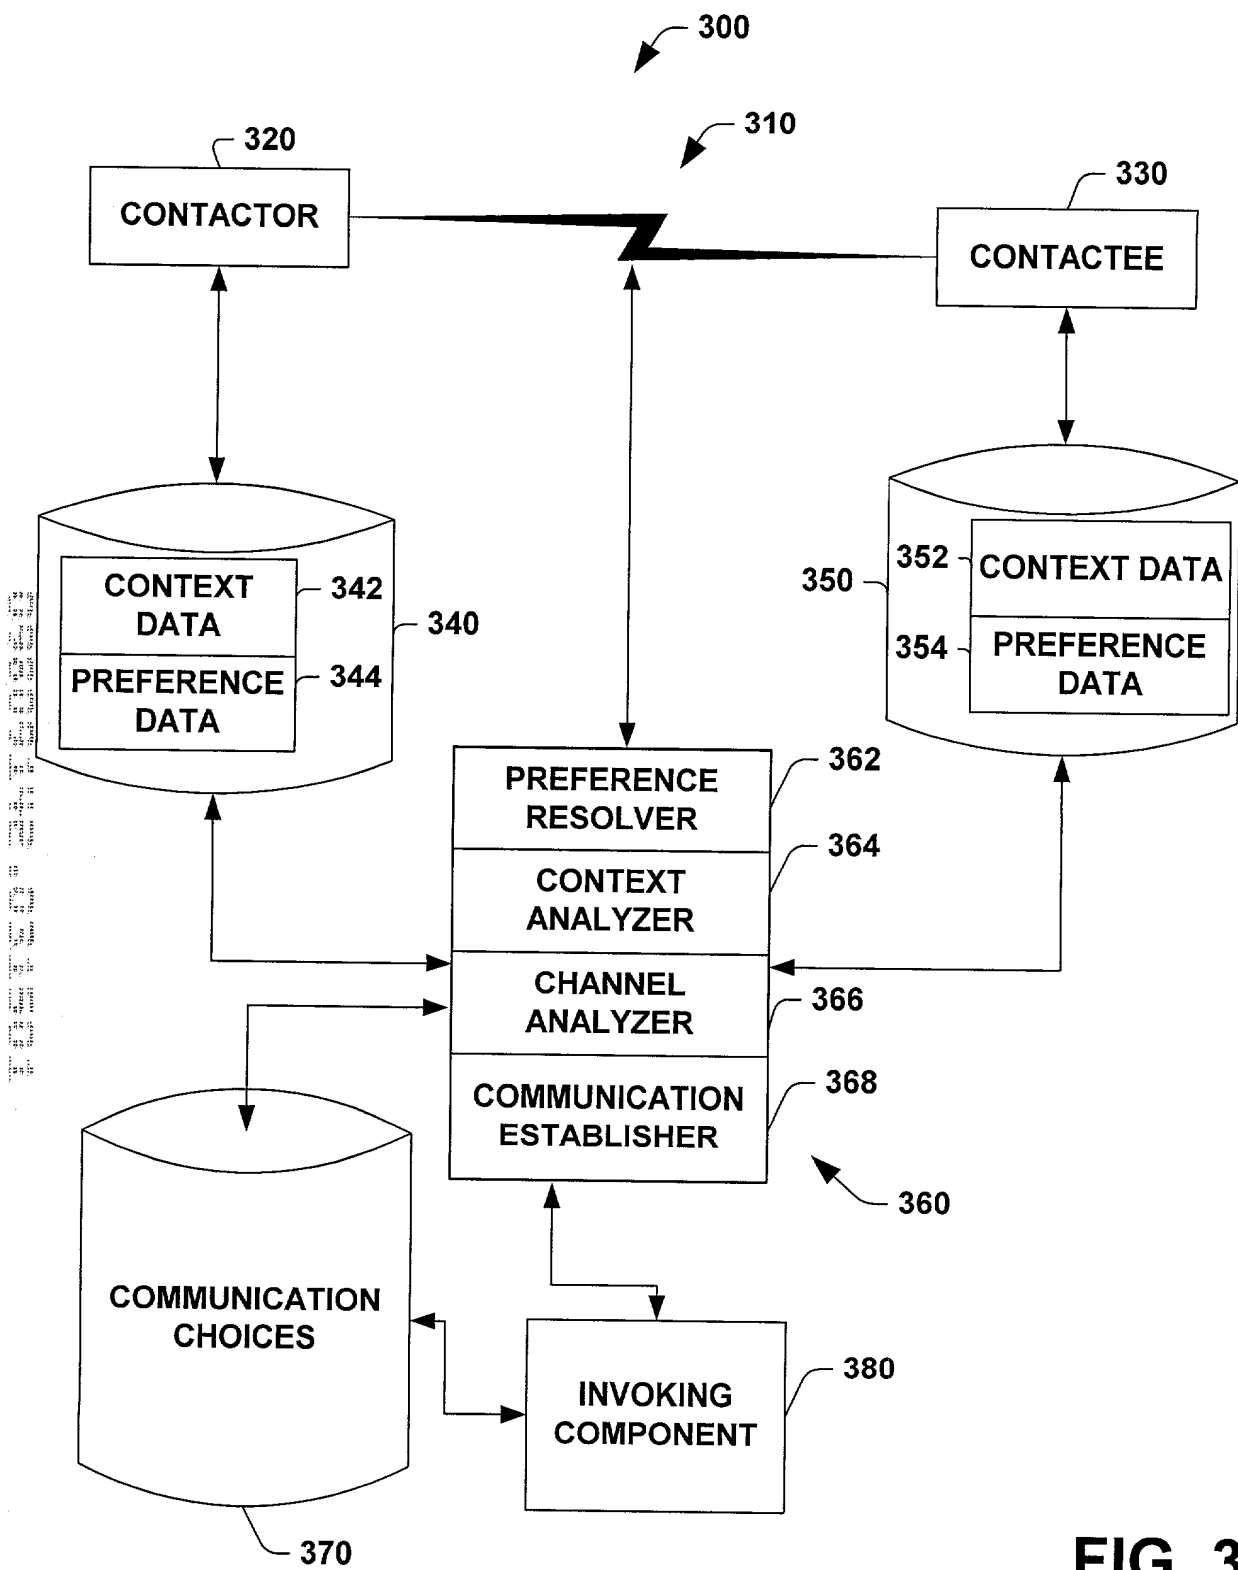 300
310
320
CONTACTOR
330
CONTACTEE
CONTEXT
DATA
342
PREFERENCE
DATA
344
340
350
352
CONTEXT DATA
354
PREFERENCE
DATA
PREFERENCE
RESOLVER
362
CONTEXT
ANALYZER
364
CHANNEL
ANALYZER
366
COMMUNICATION
ESTABLISHER
368
360
COMMUNICATION
CHOICES
370
INVOKING
COMPONENT
380
FIG. 3